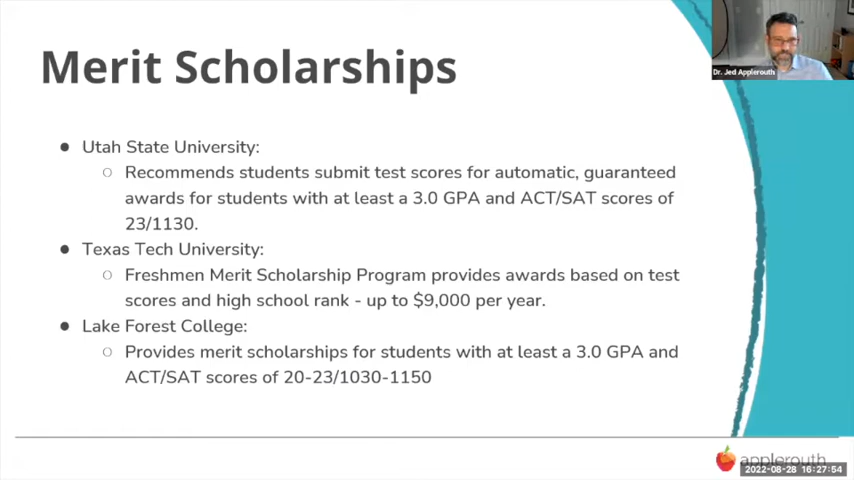 Merit Scholarships
Dr. Jed Applerouth
● Utah State University:
○ Recommends students submit test scores for automatic, guaranteed
awards for students with at least a 3.0 GPA and ACT/SAT scores of
23/1130.
● Texas Tech University:
○ Freshmen Merit Scholarship Program provides awards based on test
scores and high school rank - up to $9,000 per year.
● Lake Forest College:
○ Provides merit scholarships for students with at least a 3.0 GPA and
ACT/SAT scores of 20-23/1030-1150
applerouth
2022-08-28 16:27:54